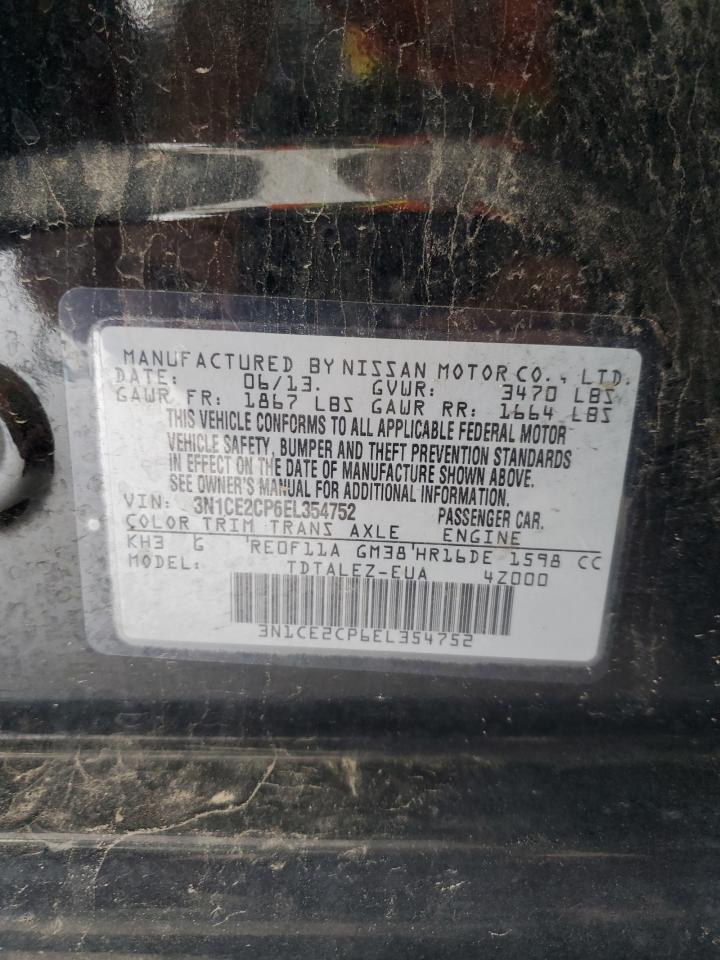 MANUFACTURED BY NISSAN MOTOR CO., LTD.
DATE: 06/13. GVWR: 3470 LBS
GAWR FR: 1867 LBS GAWR RR: 1664 LBS
THIS VEHICLE CONFORMS TO ALL APPLICABLE FEDERAL MOTOR
VEHICLE SAFETY, BUMPER AND THEFT PREVENTION STANDARDS
IN EFFECT ON THE DATE OF MANUFACTURE SHOWN ABOVE.
SEE OWNER'S MANUAL FOR ADDITIONAL INFORMATION.
VIN: 3N1CE2CP6EL354752 PASSENGER CAR.
COLOR TRIM TRANS AXLE ENGINE
KH3 G RE0F11A GM38 HR16DE 1598 CC
MODEL: TDTALEZ-EUA 4Z000
3N1CE2CP6EL354752